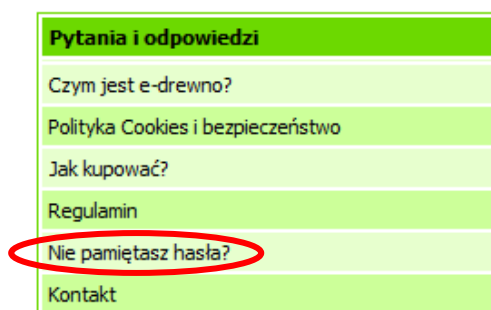 Pytania i odpowiedzi
Czym jest e-drewno?
Polityka Cookies i bezpieczeństwo
Jak kupować?
Regulamin
Nie pamiętasz hasła?
Kontakt